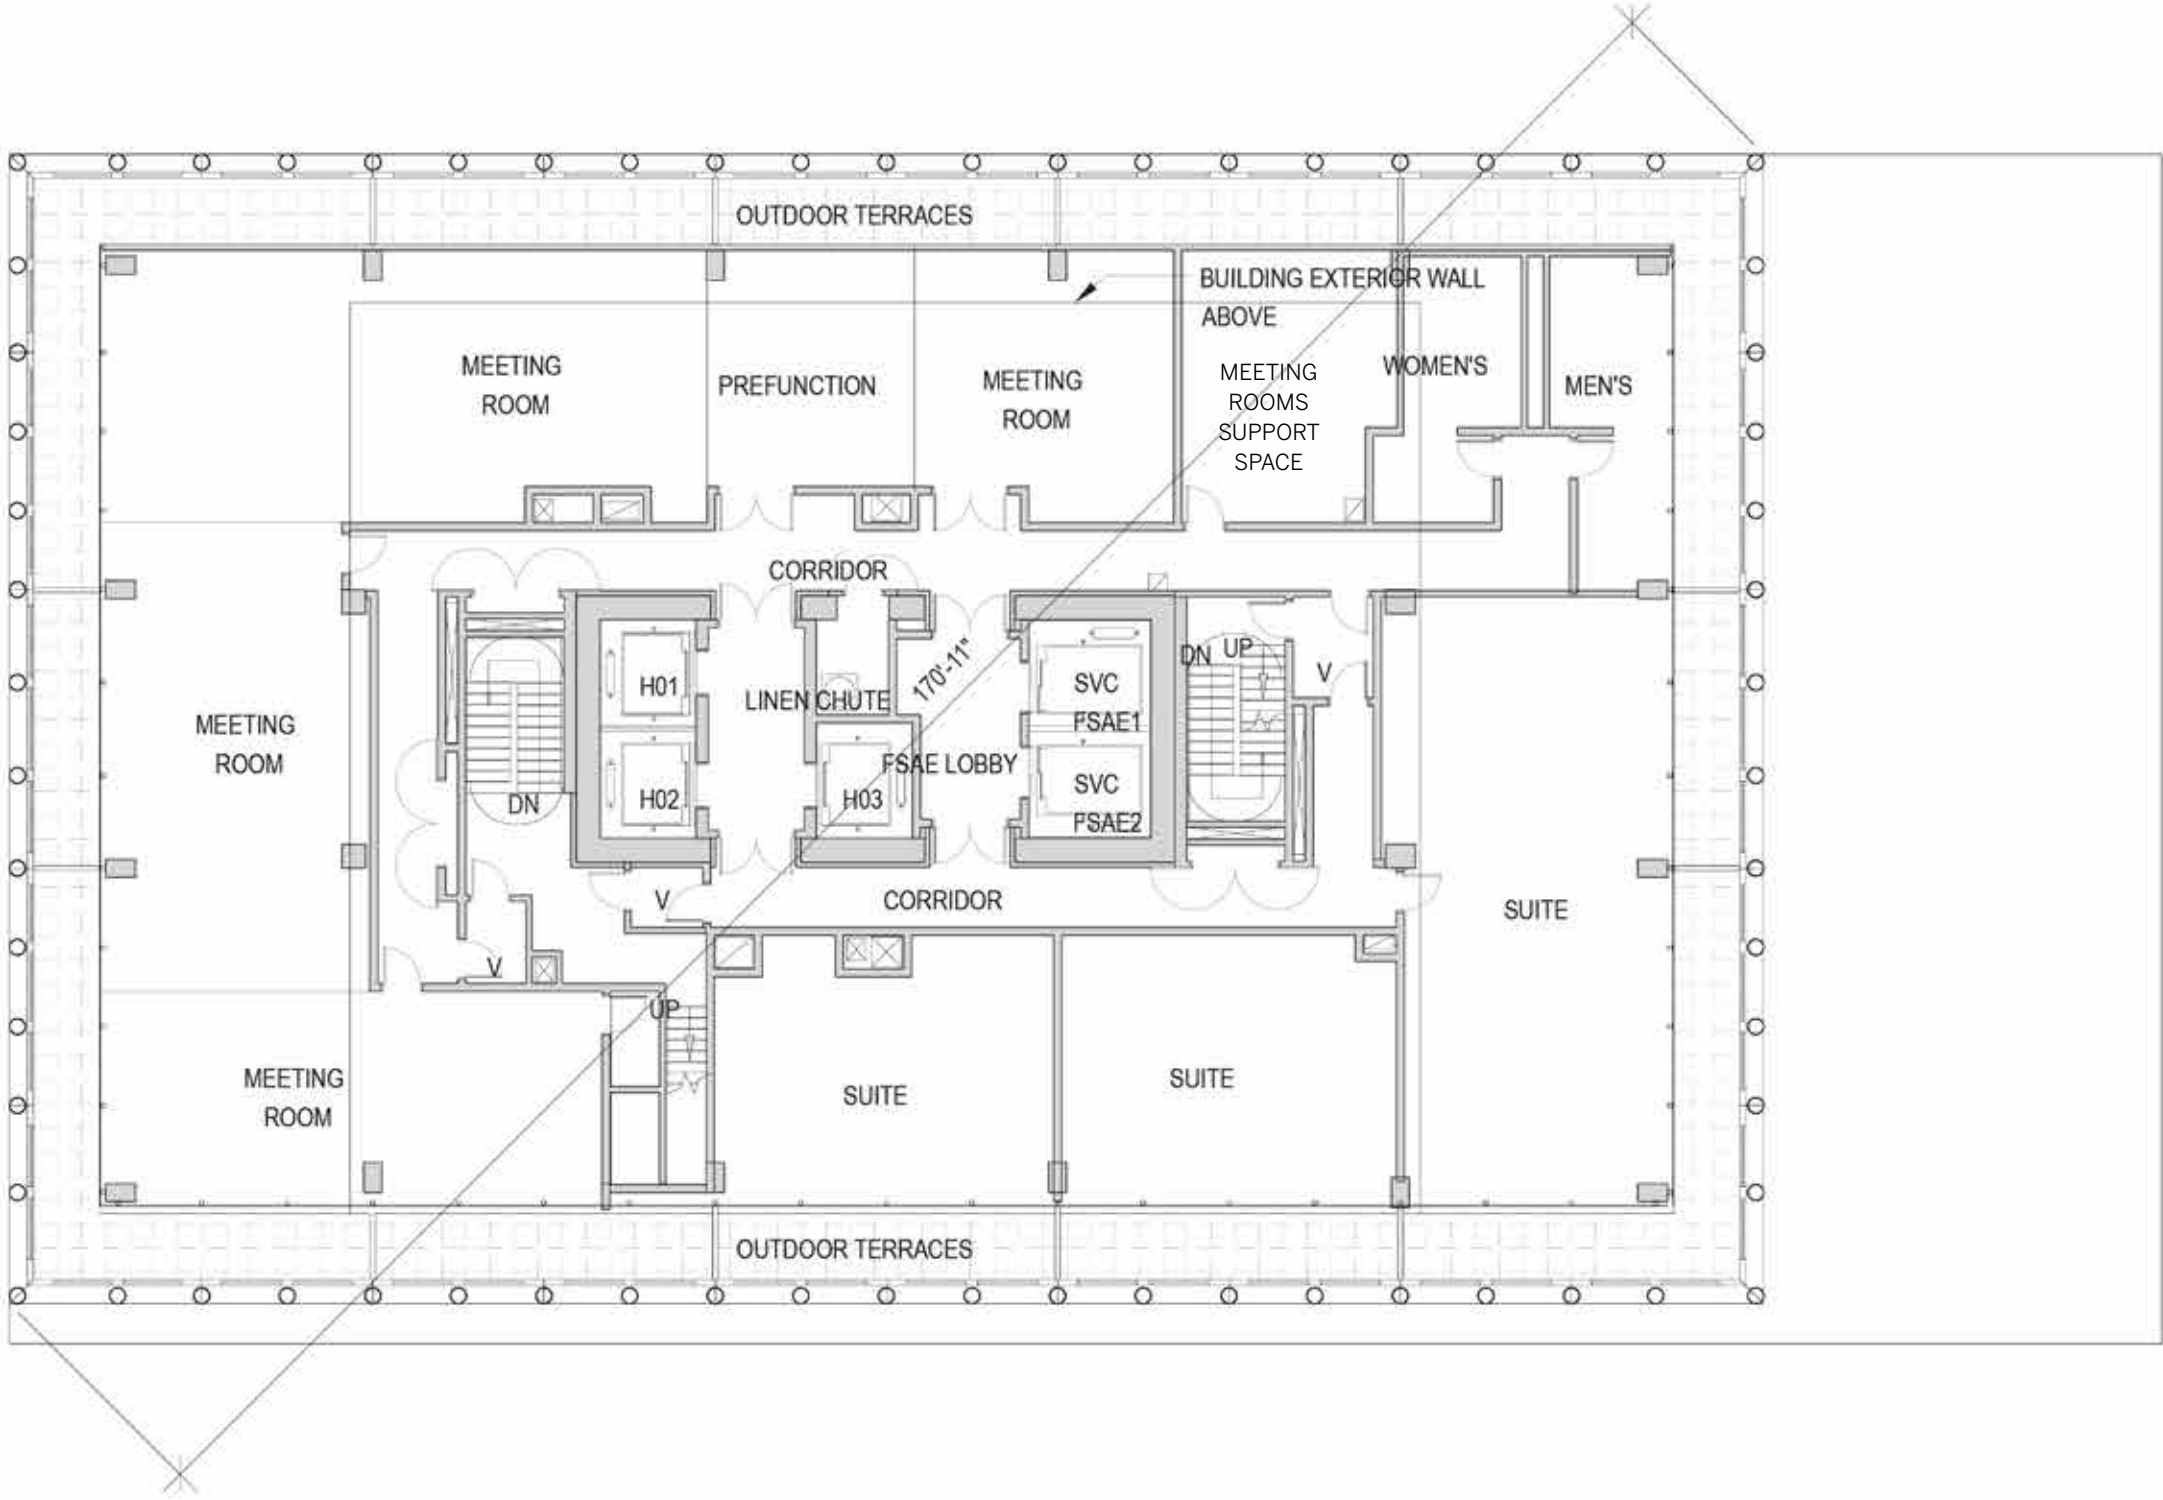 OUTDOOR TERRACES
BUILDING EXTERIOR WALL
ABOVE
MEETING
ROOM
PREFUNCTION
MEETING
ROOM
MEETING
ROOMS
SUPPORT
SPACE
WOMEN'S
MEN'S
CORRIDOR
H01
LINEN CHUTE
170'-11"
SVC
FSAE1
DN
UP
V
MEETING
ROOM
DN
H02
H03
FSAE LOBBY
SVC
FSAE2
V
CORRIDOR
SUITE
V
UP
MEETING
ROOM
SUITE
SUITE
OUTDOOR TERRACES